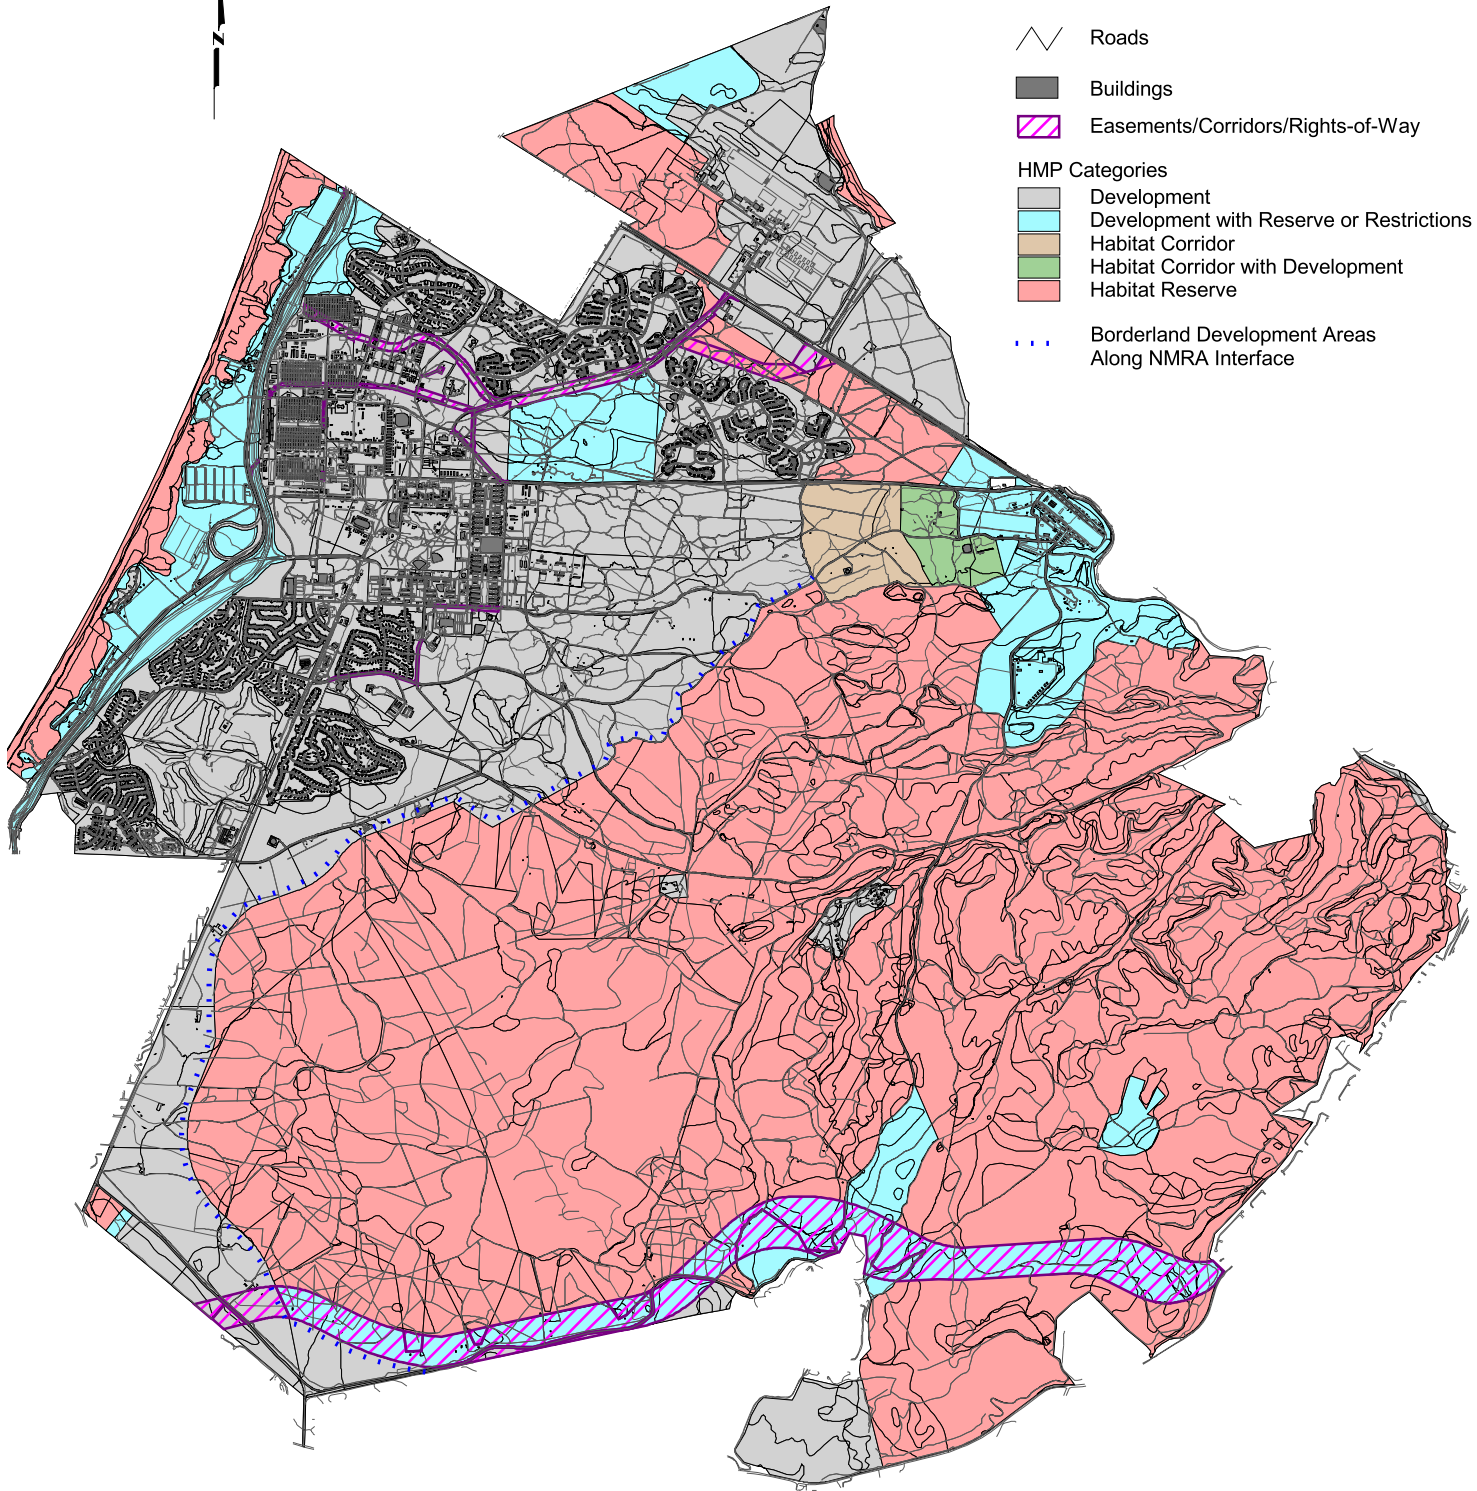 N
Roads
Buildings
Easements/Corridors/Rights-of-Way
HMP Categories
Development
Development with Reserve or Restrictions
Habitat Corridor
Habitat Corridor with Development
Habitat Reserve
Borderland Development Areas
Along NMRA Interface